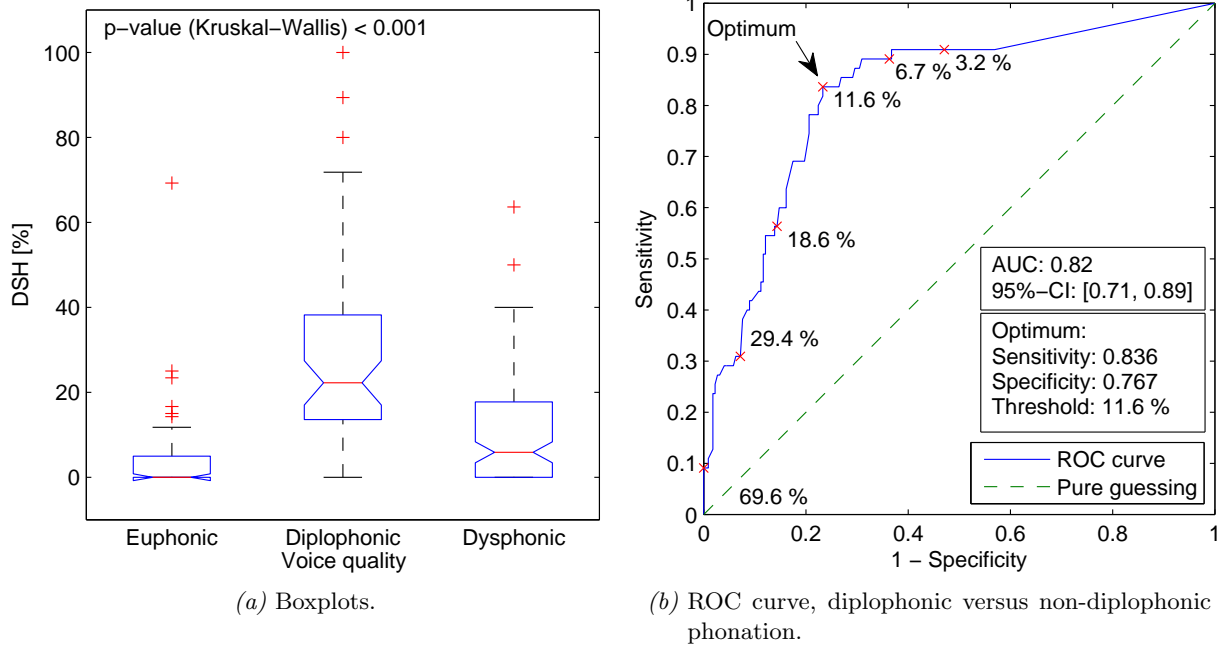 p−value (Kruskal−Wallis) < 0.001
100
80
60
40
20
0
DSH [%]
Euphonic Diplophonic Dysphonic
Voice quality
(a) Boxplots.
1
0.9
0.8
0.7
0.6
0.5
0.4
0.3
0.2
0.1
0
Sensitivity
Optimum
3.2 %
6.7 %
11.6 %
18.6 %
29.4 %
69.6 %
AUC: 0.82
95%−CI: [0.71, 0.89]
Optimum:
Sensitivity: 0.836
Specificity: 0.767
Threshold: 11.6 %
ROC curve
Pure guessing
0 0.2 0.4 0.6 0.8 1
1 − Specificity
(b) ROC curve, diplophonic versus non-diplophonic
phonation.